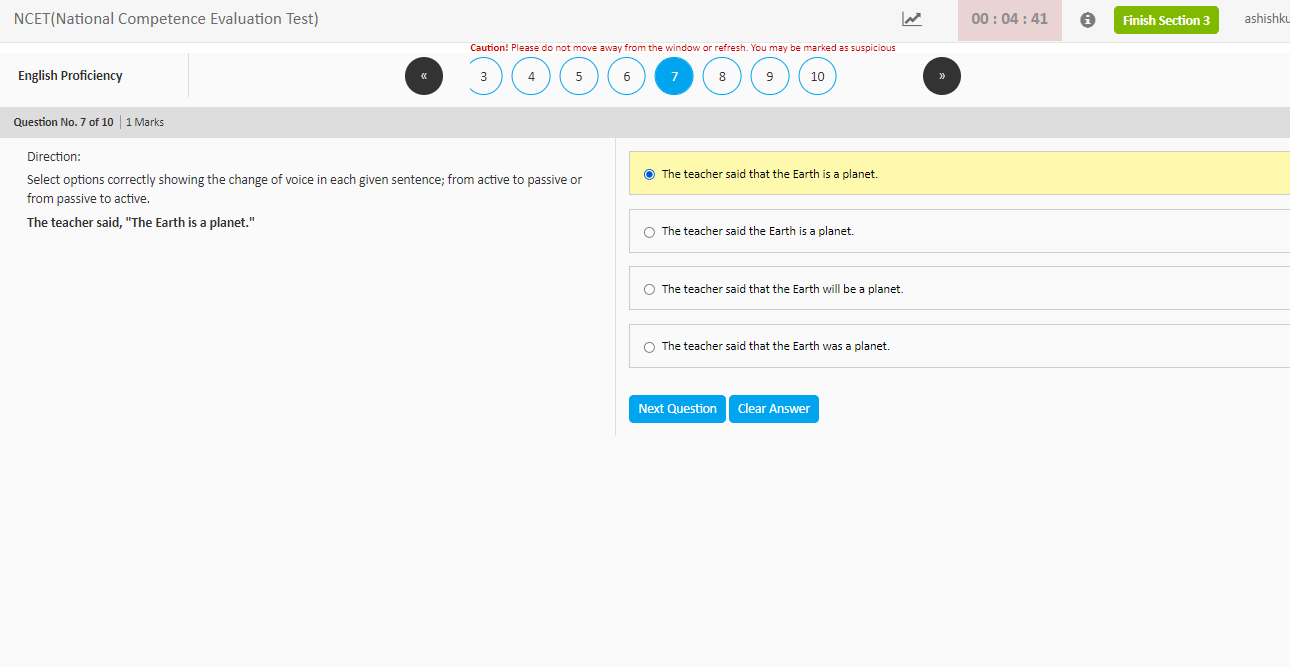 NCET(National Competence Evaluation Test)
00 : 04 : 41
Finish Section 3
ashishku
Caution! Please do not move away from the window or refresh. You may be marked as suspicious
English Proficiency
«
3
4
5
6
7
8
9
10
»
Question No. 7 of 10
1 Marks
Direction:
Select options correctly showing the change of voice in each given sentence; from active to passive or
from passive to active.
The teacher said, "The Earth is a planet."
The teacher said that the Earth is a planet.
The teacher said the Earth is a planet.
The teacher said that the Earth will be a planet.
The teacher said that the Earth was a planet.
Next Question
Clear Answer